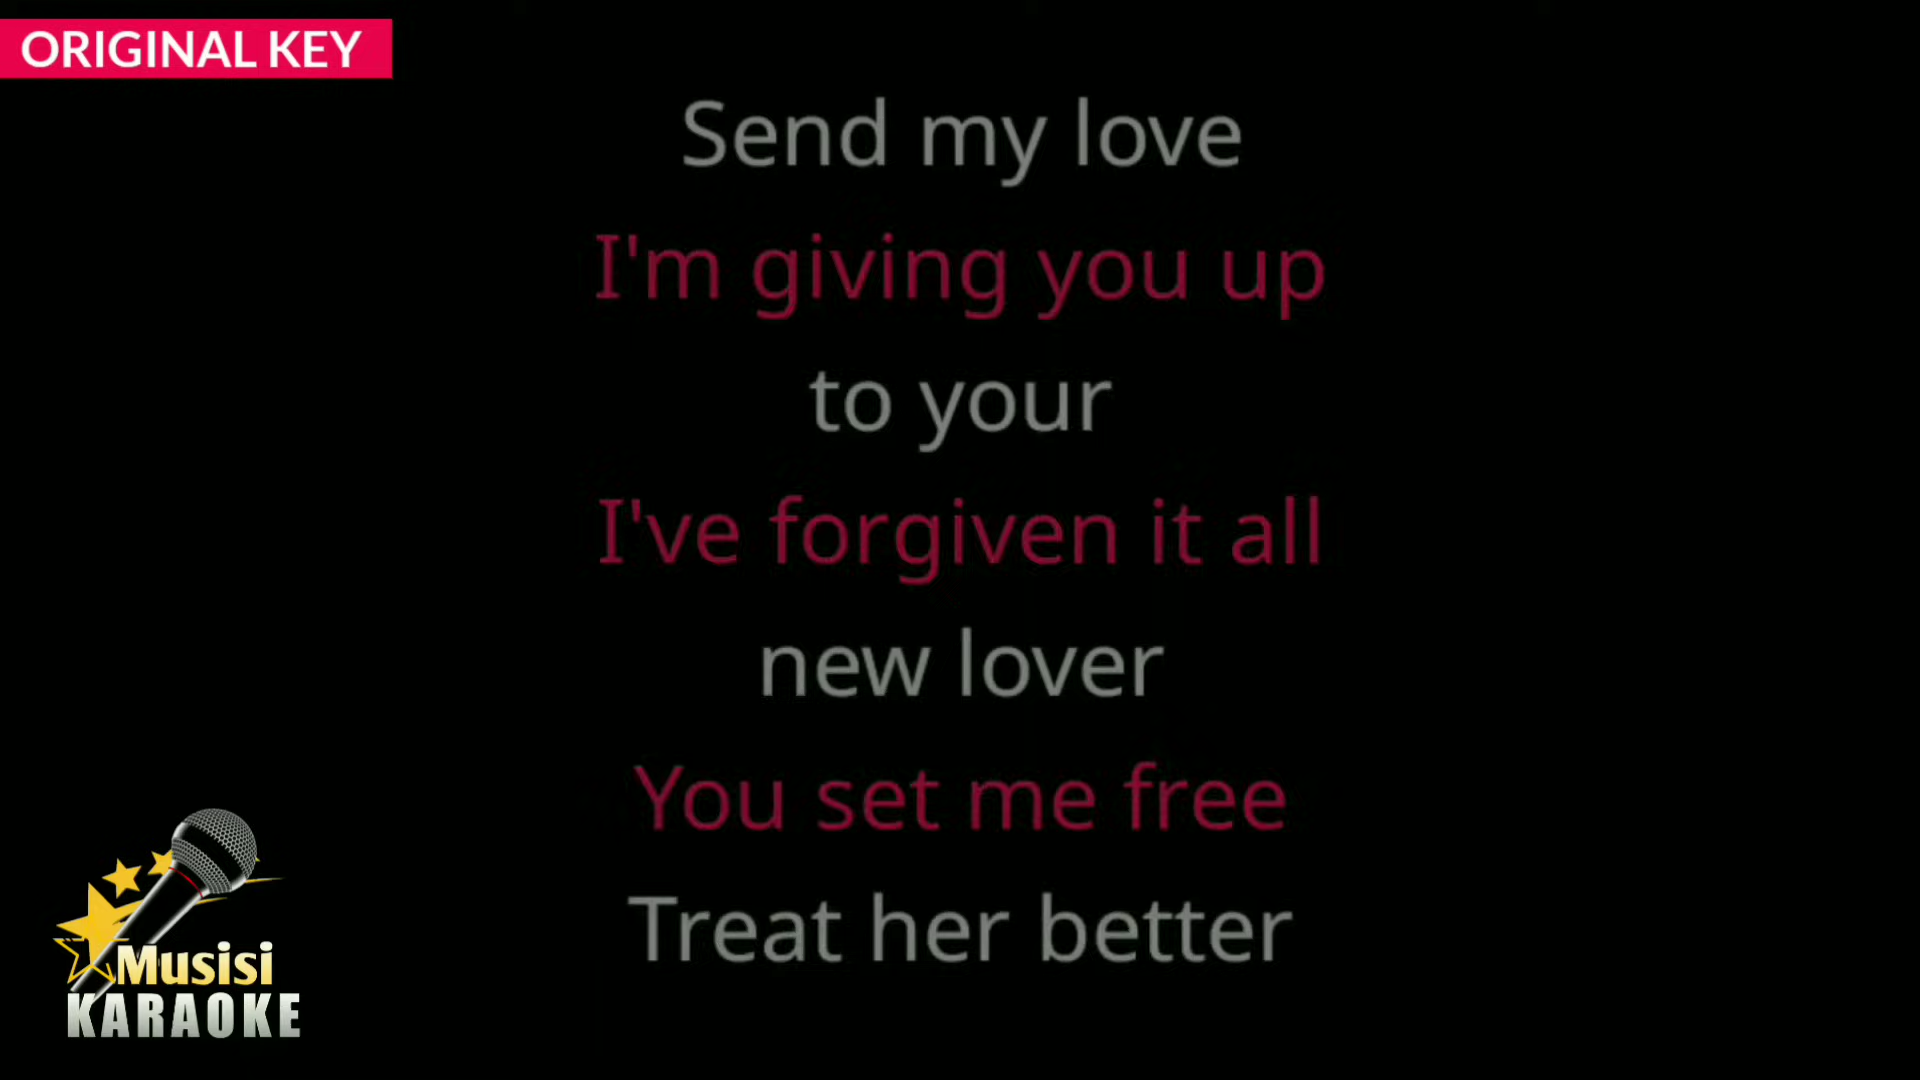 ORIGINAL KEY
Send my love
I'm giving you up
to your
I've forgiven it all
new lover
You set me free
Treat her better
Musisi
KARAOKE